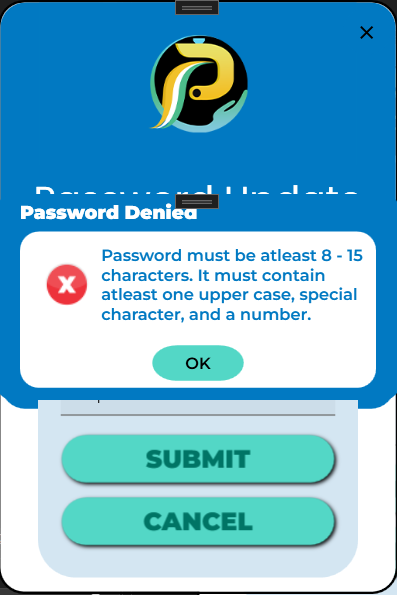 Password Update
Password Denied
Password must be atleast 8 - 15
characters. It must contain
atleast one upper case, special
character, and a number.
OK
SUBMIT
CANCEL